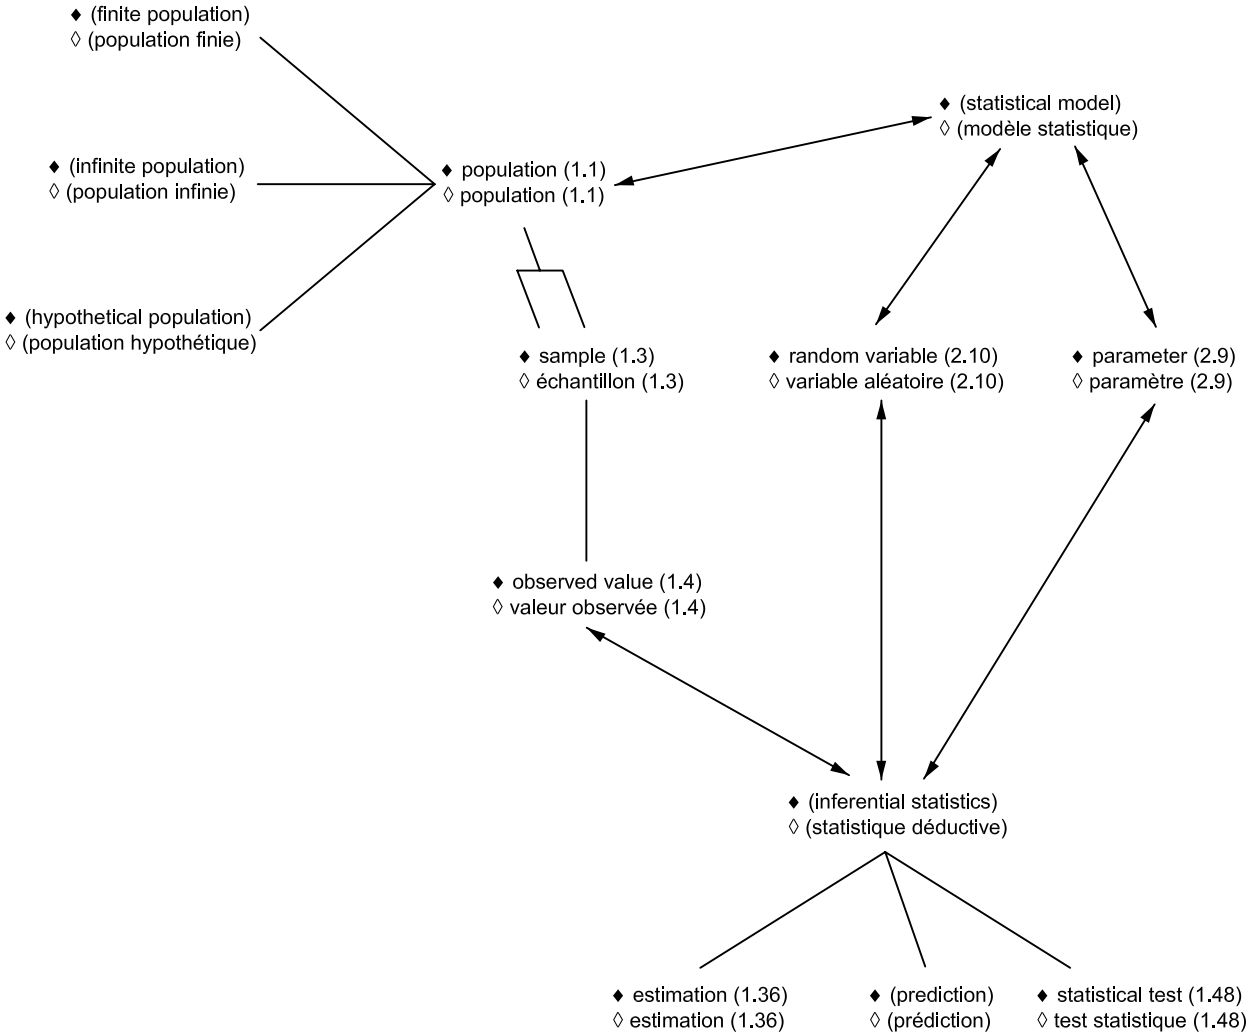 ♦ (finite population)
◊ (population finie)
♦ (statistical model)
◊ (modèle statistique)
♦ (infinite population)
◊ (population infinie)
♦ population (1.1)
◊ population (1.1)
♦ (hypothetical population)
◊ (population hypothétique)
♦ sample (1.3)
◊ échantillon (1.3)
♦ random variable (2.10)
◊ variable aléatoire (2.10)
♦ parameter (2.9)
◊ paramètre (2.9)
♦ observed value (1.4)
◊ valeur observée (1.4)
♦ (inferential statistics)
◊ (statistique déductive)
♦ estimation (1.36)
◊ estimation (1.36)
♦ (prediction)
◊ (prédiction)
♦ statistical test (1.48)
◊ test statistique (1.48)